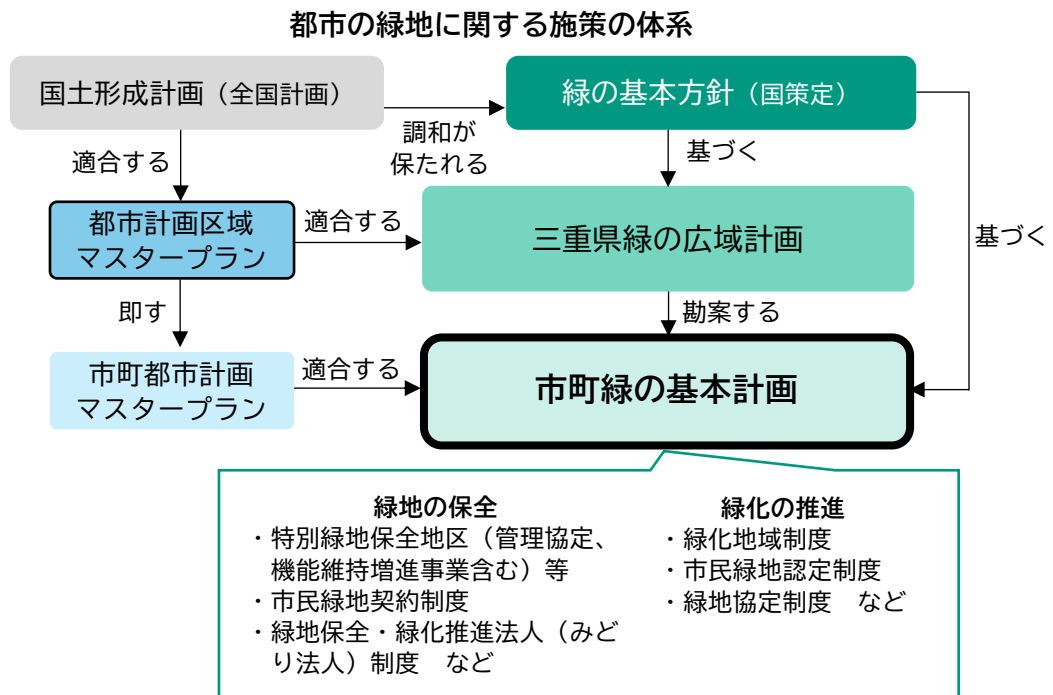 都市の緑地に関する施策の体系
国土形成計画（全国計画）
緑の基本方針（国策定）
調和が
保たれる
適合する
基づく
都市計画区域
マスタープラン
適合する
三重県緑の広域計画
基づく
即す
勘案する
市町都市計画
マスタープラン
適合する
市町緑の基本計画
緑地の保全
・特別緑地保全地区（管理協定、
機能維持増進事業含む）等
・市民緑地契約制度
・緑地保全・緑化推進法人（みど
り法人）制度　など
緑化の推進
・緑化地域制度
・市民緑地認定制度
・緑地協定制度　など